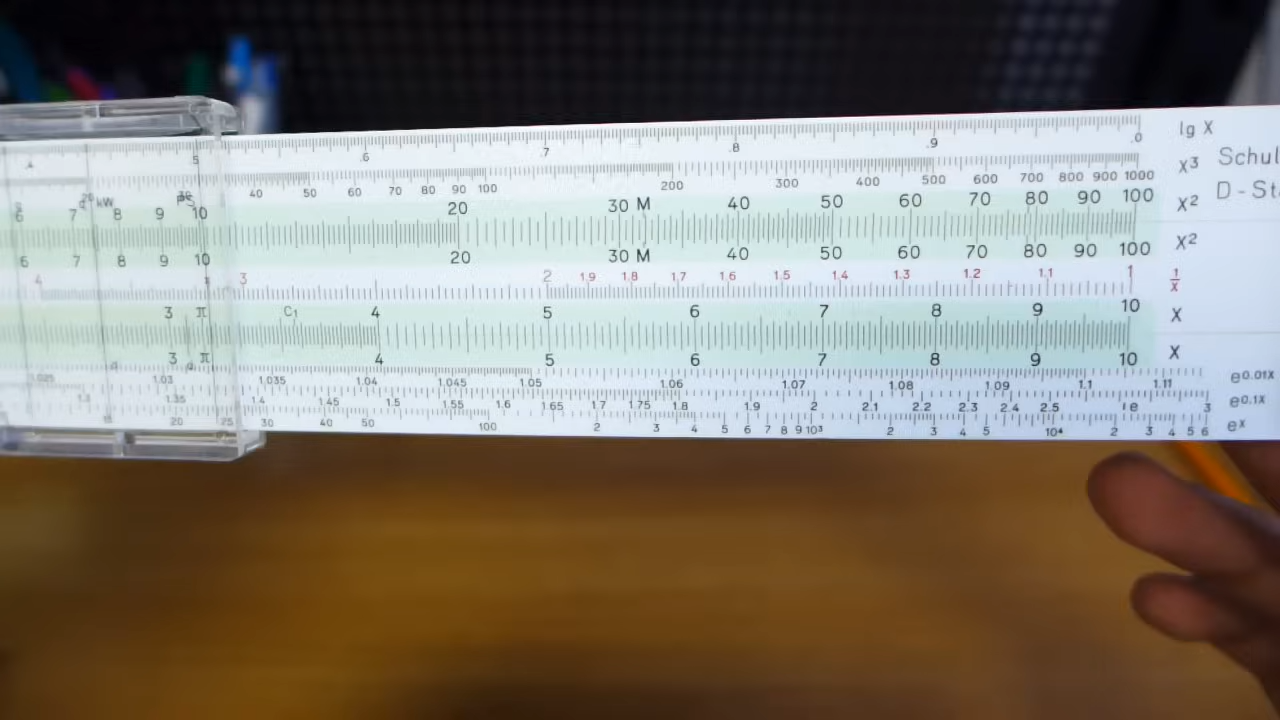 .4 5 .6 .7 .8 .9 .0 lg X
40 50 60 70 80 90 100 200 300 400 500 600 700 800 900 1000 x³ Schul
kW PS D-St
6 7 8 9 10 20 30 M 40 50 60 70 80 90 100 x²
6 7 8 9 10 20 30 M 40 50 60 70 80 90 100 x²
4 3 2 1.9 1.8 1.7 1.6 1.5 1.4 1.3 1.2 1.1 1 1/x
3 π C₁ 4 5 6 7 8 9 10 X
3 π 4 5 6 7 8 9 10 X
1.025 1.03 1.035 1.04 1.045 1.05 1.06 1.07 1.08 1.09 1.1 1.11 e^0.01X
1.3 1.35 1.4 1.45 1.5 1.55 1.6 1.65 1.7 1.75 1.8 1.9 2 2.1 2.2 2.3 2.4 2.5 e 3 e^0.1X
20 25 30 40 50 100 2 3 4 5 6 7 8 9 10³ 2 3 4 5 10⁴ 2 3 4 5 6 e^x